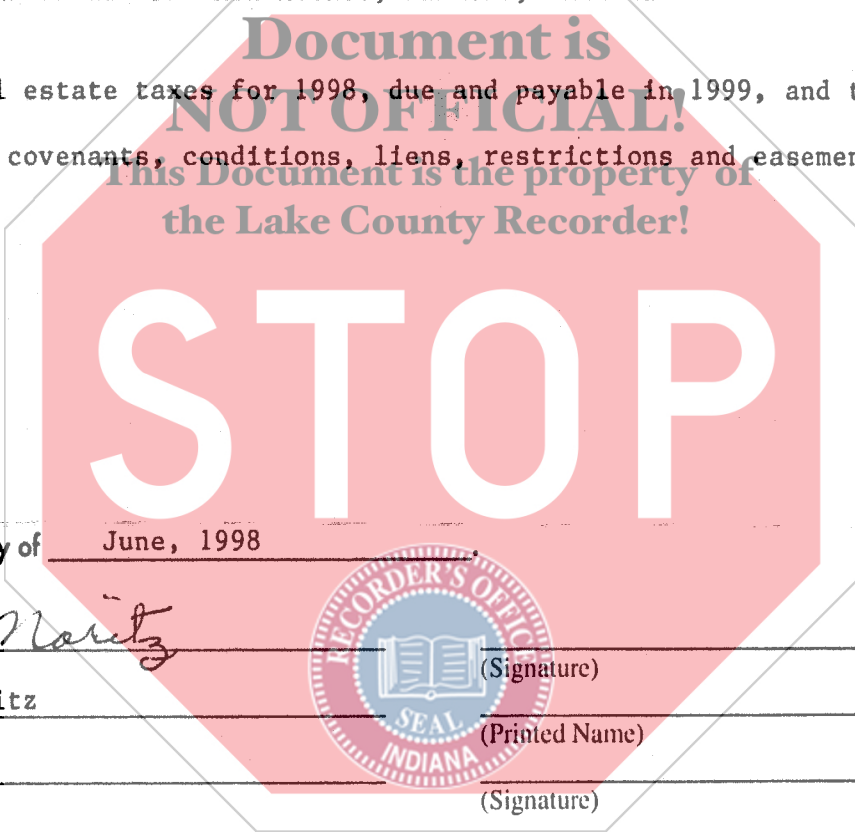 Document is
l estate taxes for 1998, due and payable in 1999, and t
NOT OFFICIAL!
covenants, conditions, liens, restrictions and easemen
This Document is the property of
the Lake County Recorder!
STOP
y of June, 1998.
Moritz
RECORDER'S OFFICE
(Signature)
itz
SEAL
(Printed Name)
INDIANA
(Signature)